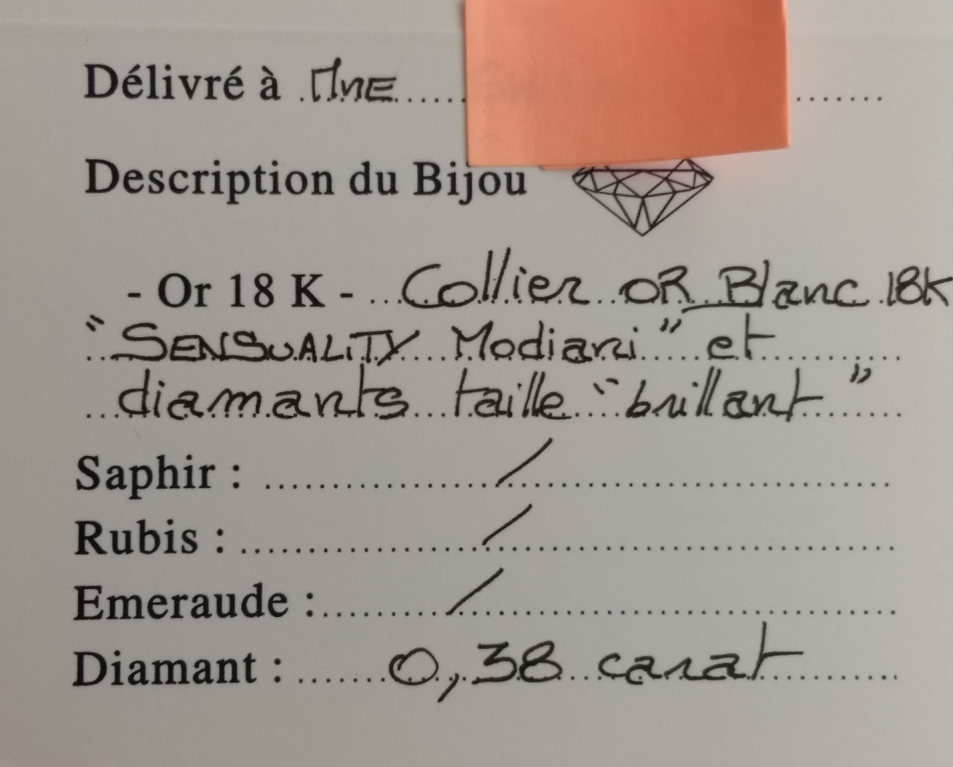 Délivré à Mme
Description du Bijou
- Or 18 K - Collier OR Blanc 18K
"SENSUALITY Modiani" et
diamants taille "brillant"
Saphir : /
Rubis : /
Emeraude : /
Diamant : 0,38 carat